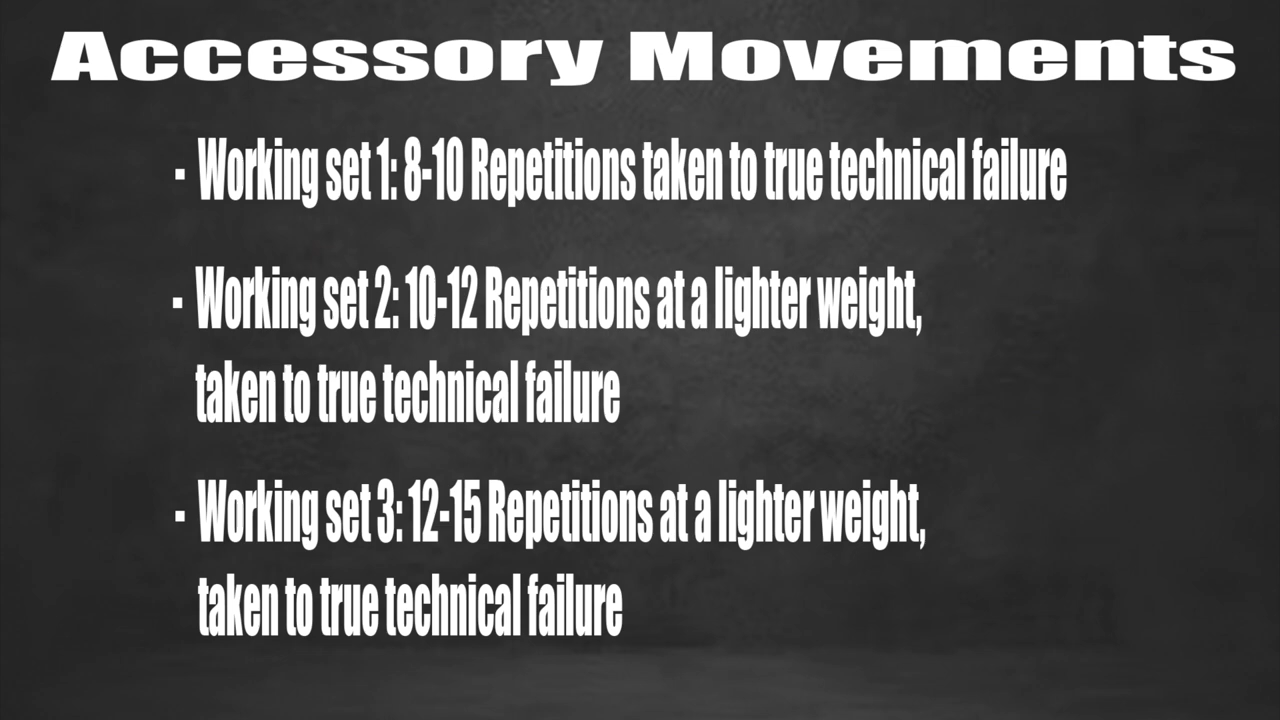 Accessory Movements
· Working set 1: 8-10 Repetitions taken to true technical failure
· Working set 2: 10-12 Repetitions at a lighter weight,
taken to true technical failure
· Working set 3: 12-15 Repetitions at a lighter weight,
taken to true technical failure